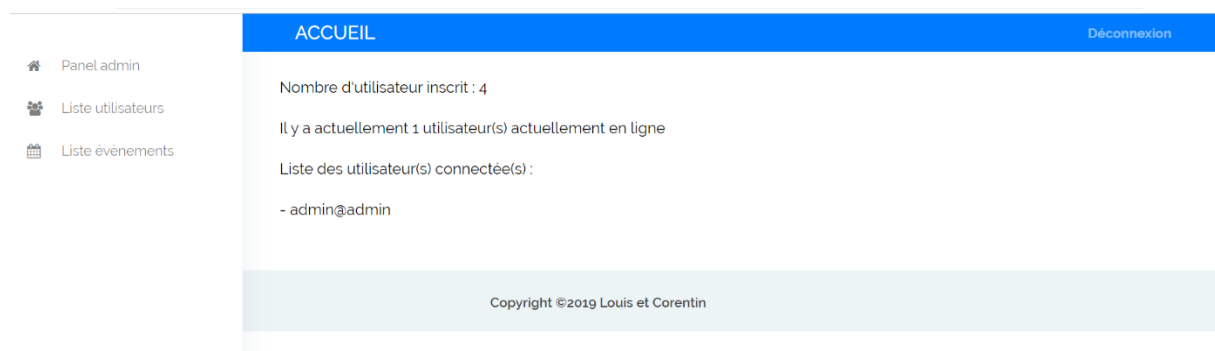 ACCUEIL
Déconnexion
Panel admin
Liste utilisateurs
Liste évènements
Nombre d'utilisateur inscrit : 4
Il y a actuellement 1 utilisateur(s) actuellement en ligne
Liste des utilisateur(s) connectée(s) :
- admin@admin
Copyright ©2019 Louis et Corentin